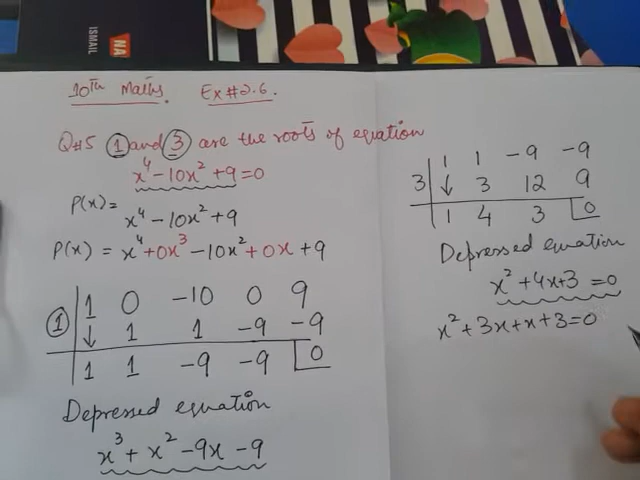 ISMAIL
NA
10th Maths. Ex#2.6.
Q#5 1 and 3 are the roots of equation
x⁴-10x²+9=0
P(x)=
x⁴-10x²+9
P(x) = x⁴+0x³-10x²+0x+9
1 1 0 -10 0 9
↓ 1 1 -9 -9
1 1 -9 -9 0
Depressed equation
x³+x²-9x-9
1 1 -9 -9
3 ↓ 3 12 9
1 4 3 0
Depressed equation
x²+4x+3=0
x²+3x+x+3=0